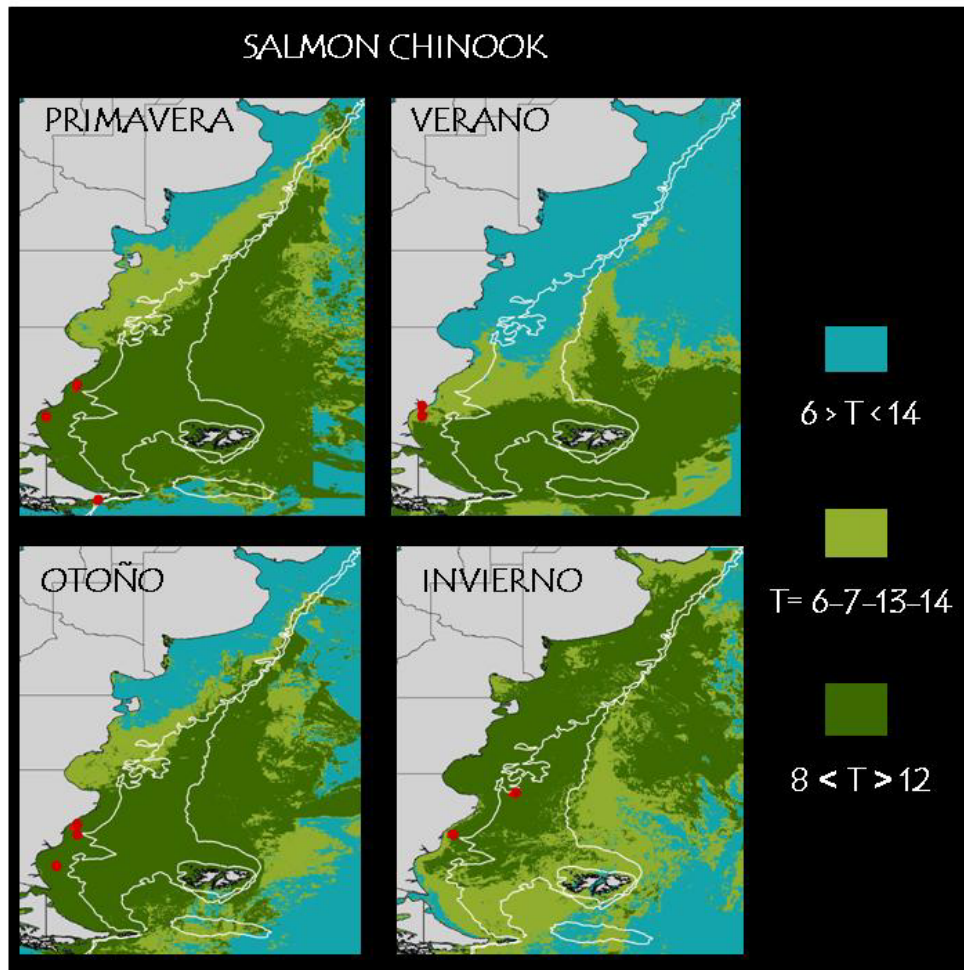 SALMON CHINOOK
PRIMAVERA
VERANO
6 > T < 14
T= 6-7-13-14
OTOÑO
INVIERNO
8 < T > 12